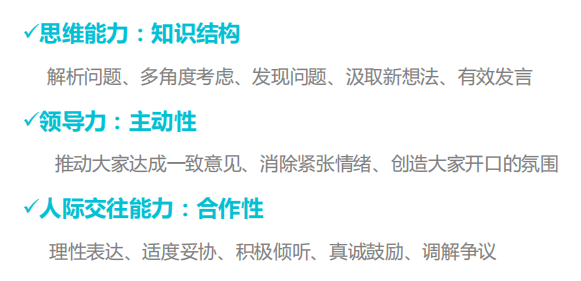 ✓思维能力：知识结构
解析问题、多角度考虑、发现问题、汲取新想法、有效发言
✓领导力：主动性
推动大家达成一致意见、消除紧张情绪、创造大家开口的氛围
✓人际交往能力：合作性
理性表达、适度妥协、积极倾听、真诚鼓励、调解争议